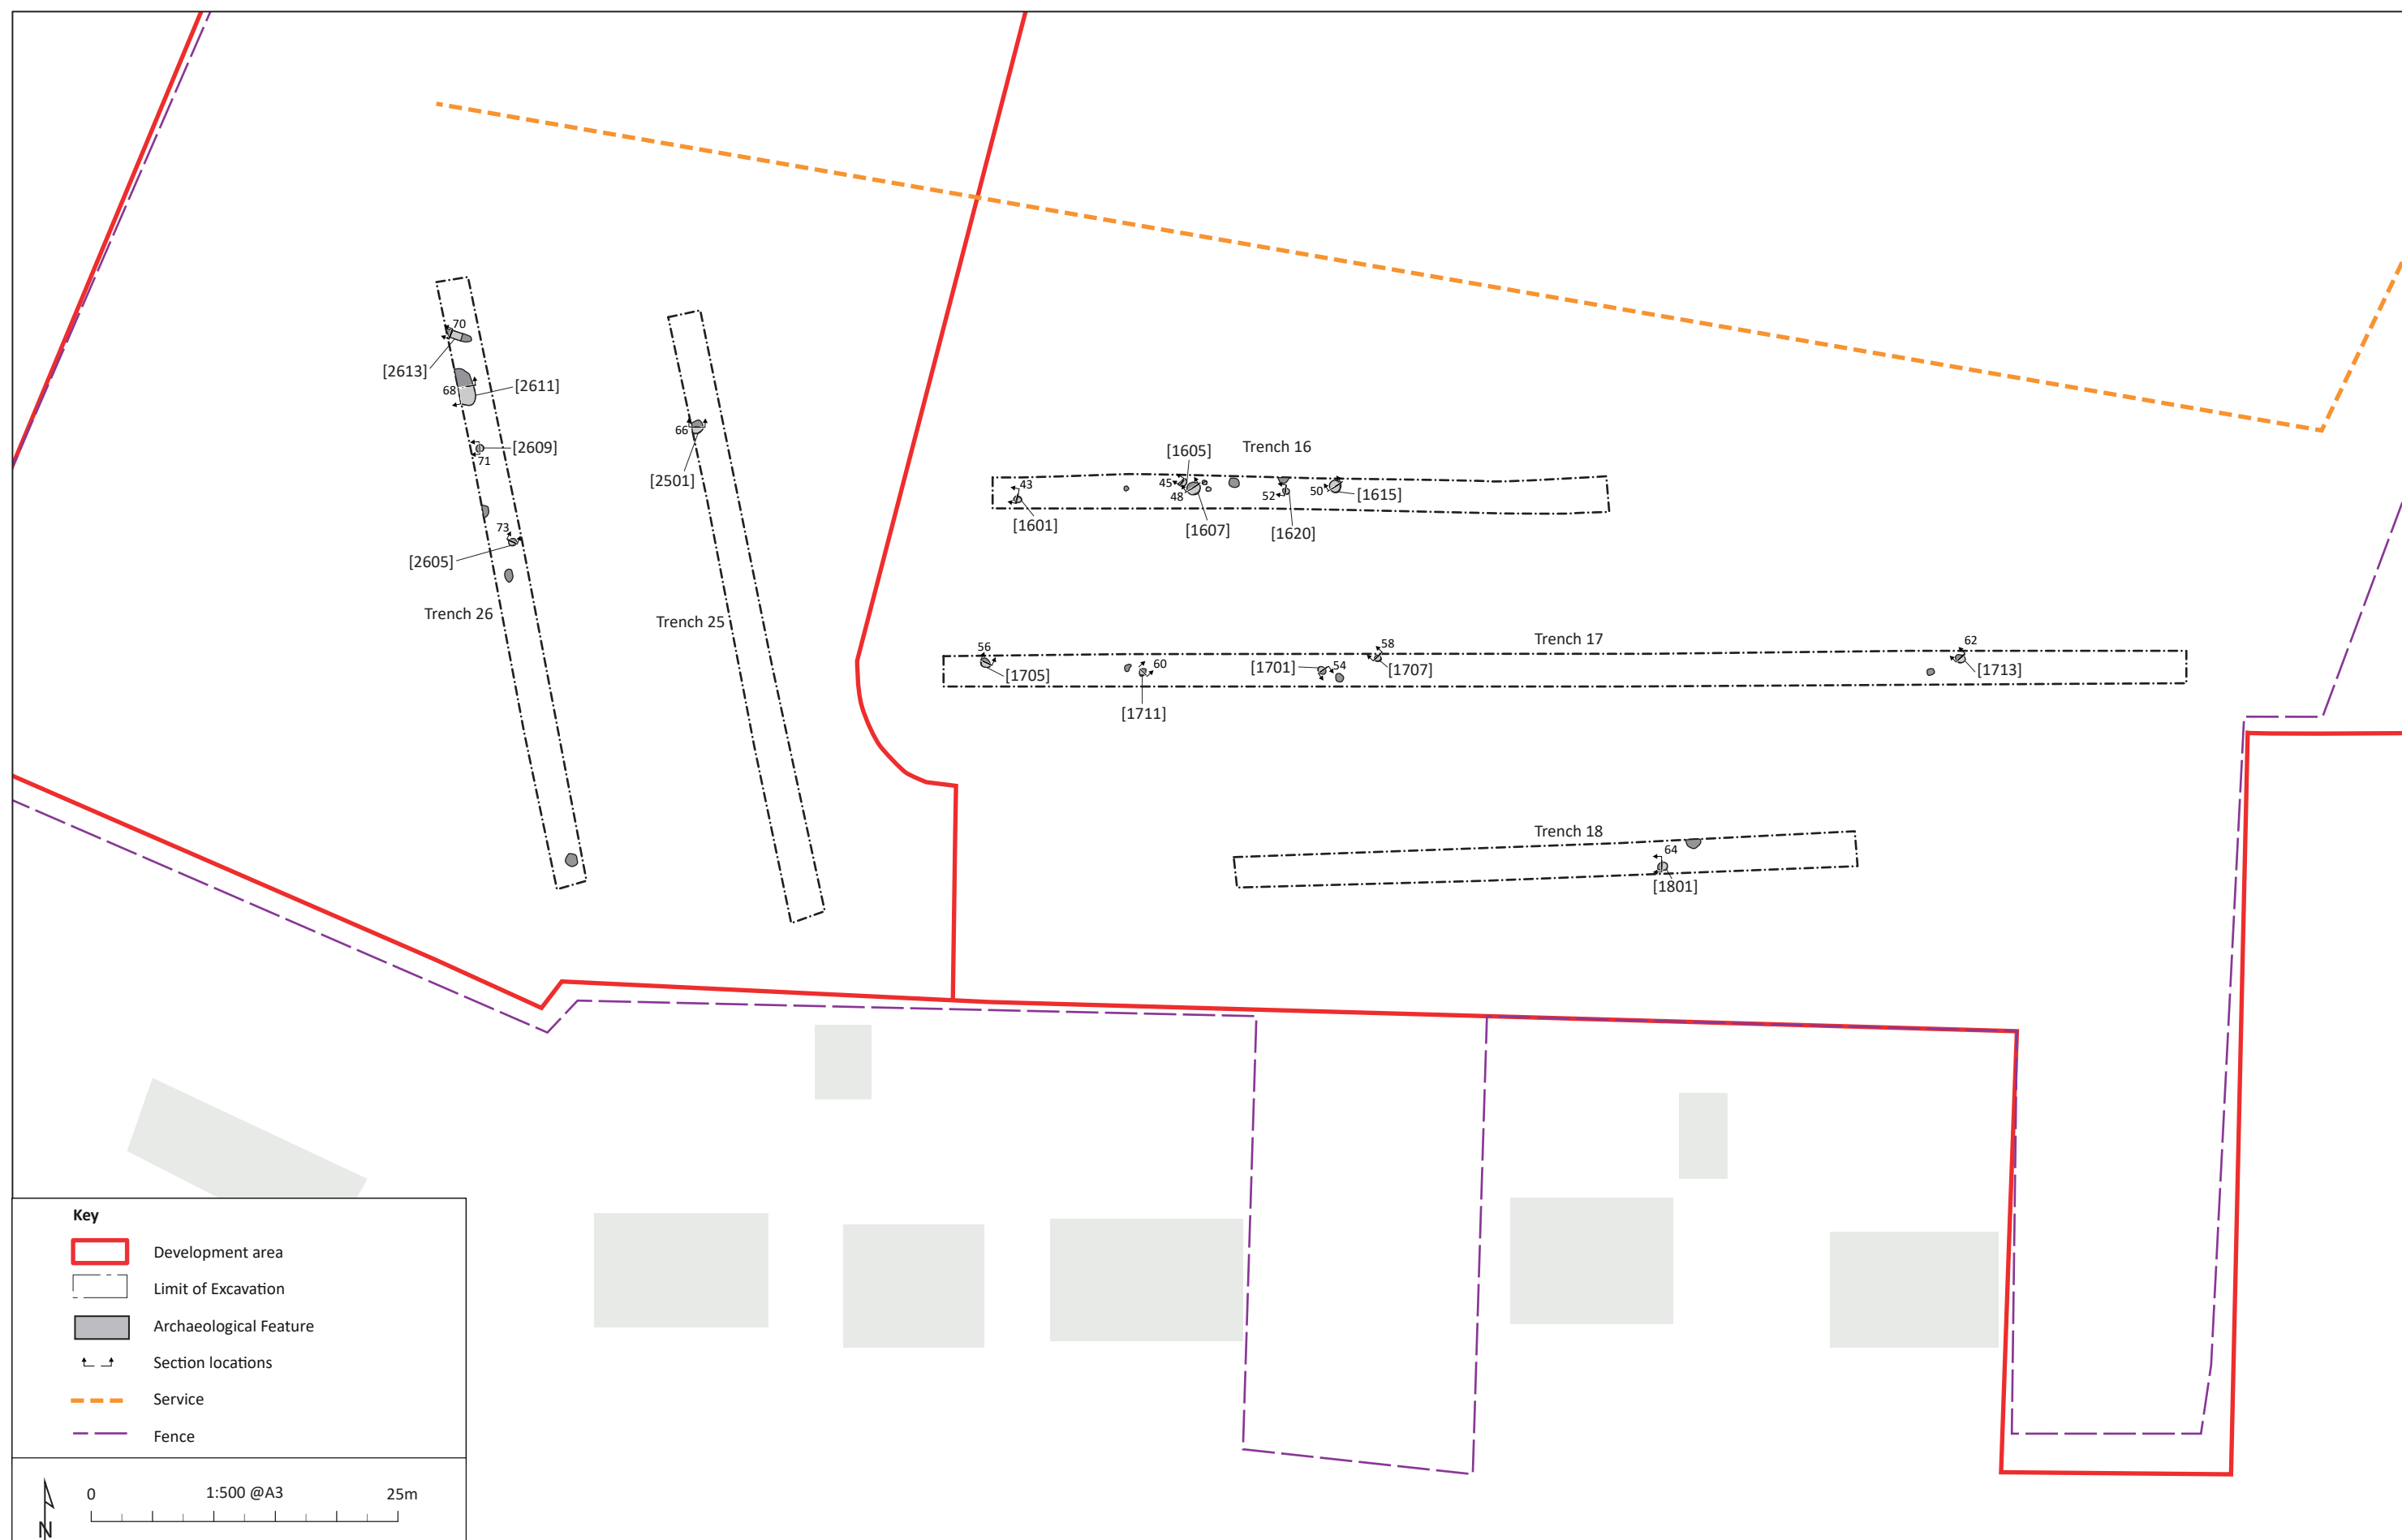 70
[2613]
[2611]
68
[2609]
71
73
[2605]
Trench 26
66
[2501]
Trench 25
Trench 16
[1605]
43
45
48
52
50
[1615]
[1601]
[1607]
[1620]
Trench 17
56
[1705]
60
[1711]
[1701]
54
58
[1707]
62
[1713]
Trench 18
64
[1801]
Key
Development area
Limit of Excavation
Archaeological Feature
Section locations
Service
Fence
N
0
1:500 @A3
25m